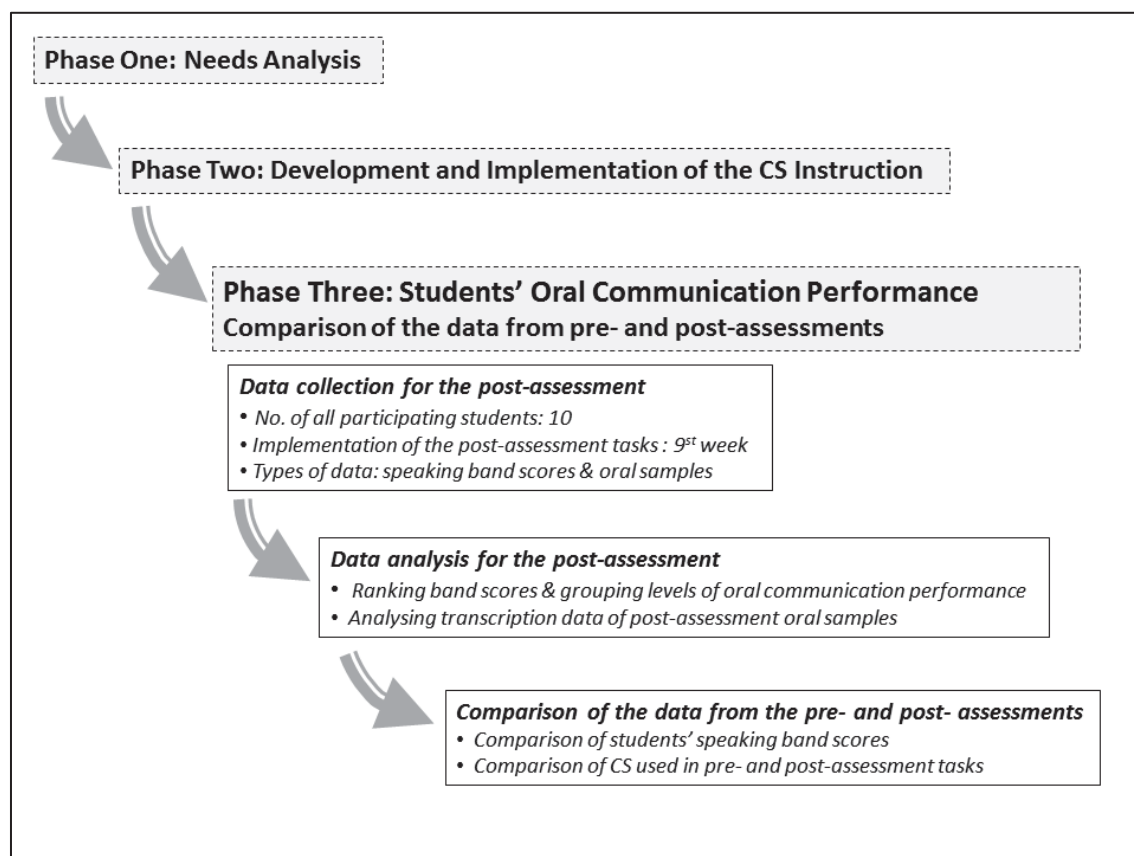 Phase One: Needs Analysis
Phase Two: Development and Implementation of the CS Instruction
Phase Three: Students’ Oral Communication Performance
Comparison of the data from pre- and post-assessments
Data collection for the post-assessment
• No. of all participating students: 10
• Implementation of the post-assessment tasks : 9st week
• Types of data: speaking band scores & oral samples
Data analysis for the post-assessment
• Ranking band scores & grouping levels of oral communication performance
• Analysing transcription data of post-assessment oral samples
Comparison of the data from the pre- and post- assessments
• Comparison of students’ speaking band scores
• Comparison of CS used in pre- and post-assessment tasks